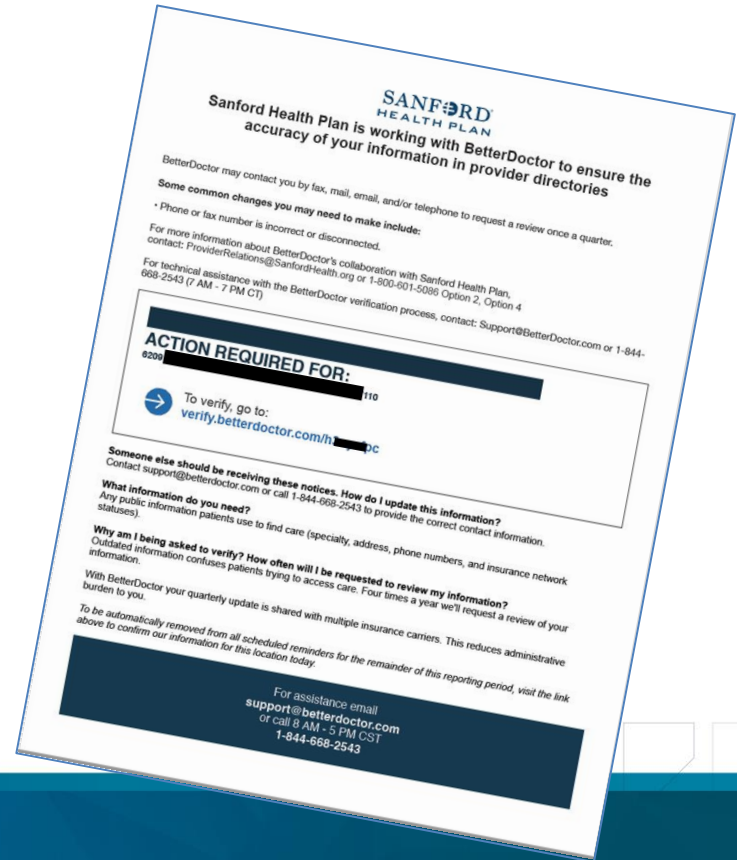 SANFORD
HEALTH PLAN
Sanford Health Plan is working with BetterDoctor to ensure the
accuracy of your information in provider directories
BetterDoctor may contact you by fax, mail, email, and/or telephone to request a review once a quarter.
Some common changes you may need to make include:
• Phone or fax number is incorrect or disconnected.
For more information about BetterDoctor's collaboration with Sanford Health Plan,
contact: ProviderRelations@SanfordHealth.org or 1-800-601-5086 Option 2, Option 4
For technical assistance with the BetterDoctor verification process, contact: Support@BetterDoctor.com or 1-844-
668-2543 (7 AM - 7 PM CT)
ACTION REQUIRED FOR:
6209 110
To verify, go to:
verify.betterdoctor.com/h pc
Someone else should be receiving these notices. How do I update this information?
Contact support@betterdoctor.com or call 1-844-668-2543 to provide the correct contact information.
What information do you need?
Any public information patients use to find care (specialty, address, phone numbers, and insurance network
statuses).
Why am I being asked to verify? How often will I be requested to review my information?
Outdated information confuses patients trying to access care. Four times a year we'll request a review of your
information.
With BetterDoctor your quarterly update is shared with multiple insurance carriers. This reduces administrative
burden to you.
To be automatically removed from all scheduled reminders for the remainder of this reporting period, visit the link
above to confirm our information for this location today.
For assistance email
support@betterdoctor.com
or call 8 AM - 5 PM CST
1-844-668-2543